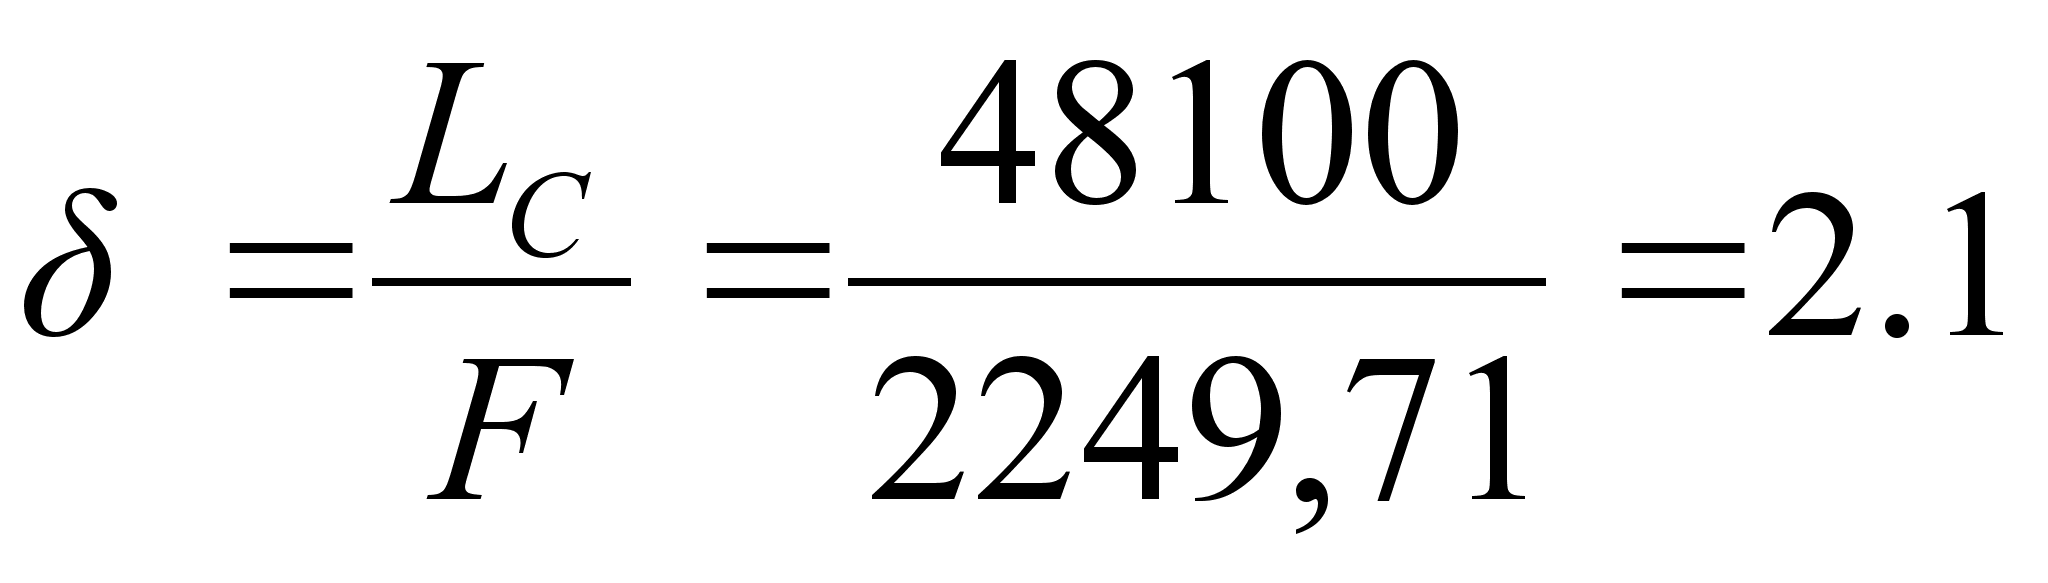 δ = L_C / F = 48100 / 2249,71 = 2.1